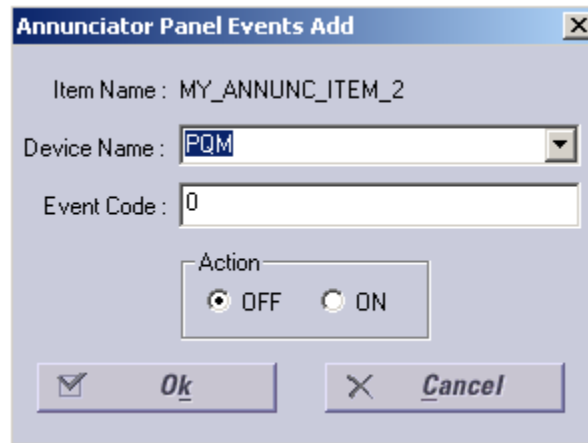 Annunciator Panel Events Add
Item Name : MY_ANNUNC_ITEM_2
Device Name : PQM
Event Code : 0
Action
OFF ON
Ok Cancel